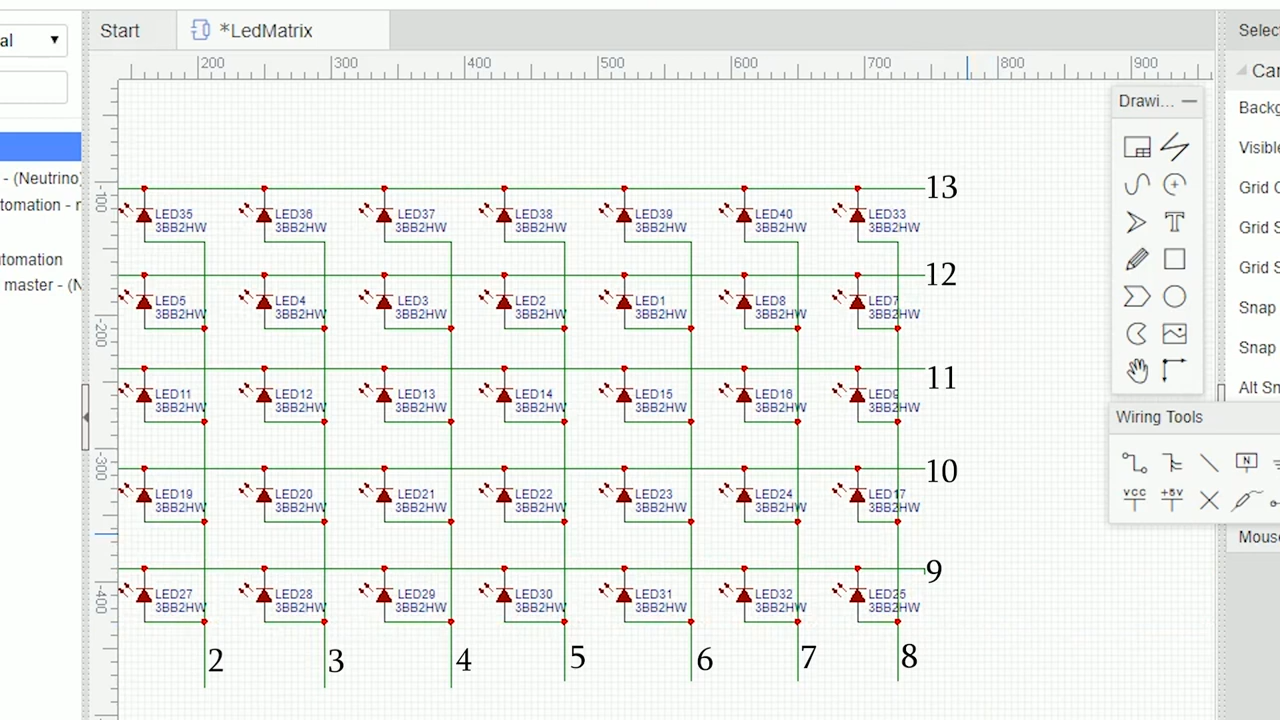 al
Start
*LedMatrix
Selec
200 300 400 500 600 700 800 900
Drawi...
Car
Backg
- (Neutrino)
Visible
tomation - r
Grid C
Grid S
utomation
Grid S
master - (N
Snap
Snap
Alt Sn
-100 -200 -300 -400
LED35 LED36 LED37 LED38 LED39 LED40 LED33 13
3BB2HW 3BB2HW 3BB2HW 3BB2HW 3BB2HW 3BB2HW 3BB2HW
LED5 LED4 LED3 LED2 LED1 LED8 LED7 12
3BB2HW 3BB2HW 3BB2HW 3BB2HW 3BB2HW 3BB2HW 3BB2HW
LED11 LED12 LED13 LED14 LED15 LED16 LED9 11
3BB2HW 3BB2HW 3BB2HW 3BB2HW 3BB2HW 3BB2HW 3BB2HW
LED19 LED20 LED21 LED22 LED23 LED24 LED17 10
3BB2HW 3BB2HW 3BB2HW 3BB2HW 3BB2HW 3BB2HW 3BB2HW
LED27 LED28 LED29 LED30 LED31 LED32 LED25 9
3BB2HW 3BB2HW 3BB2HW 3BB2HW 3BB2HW 3BB2HW 3BB2HW
2 3 4 5 6 7 8
T
Wiring Tools
N
VCC +5V
Mouse